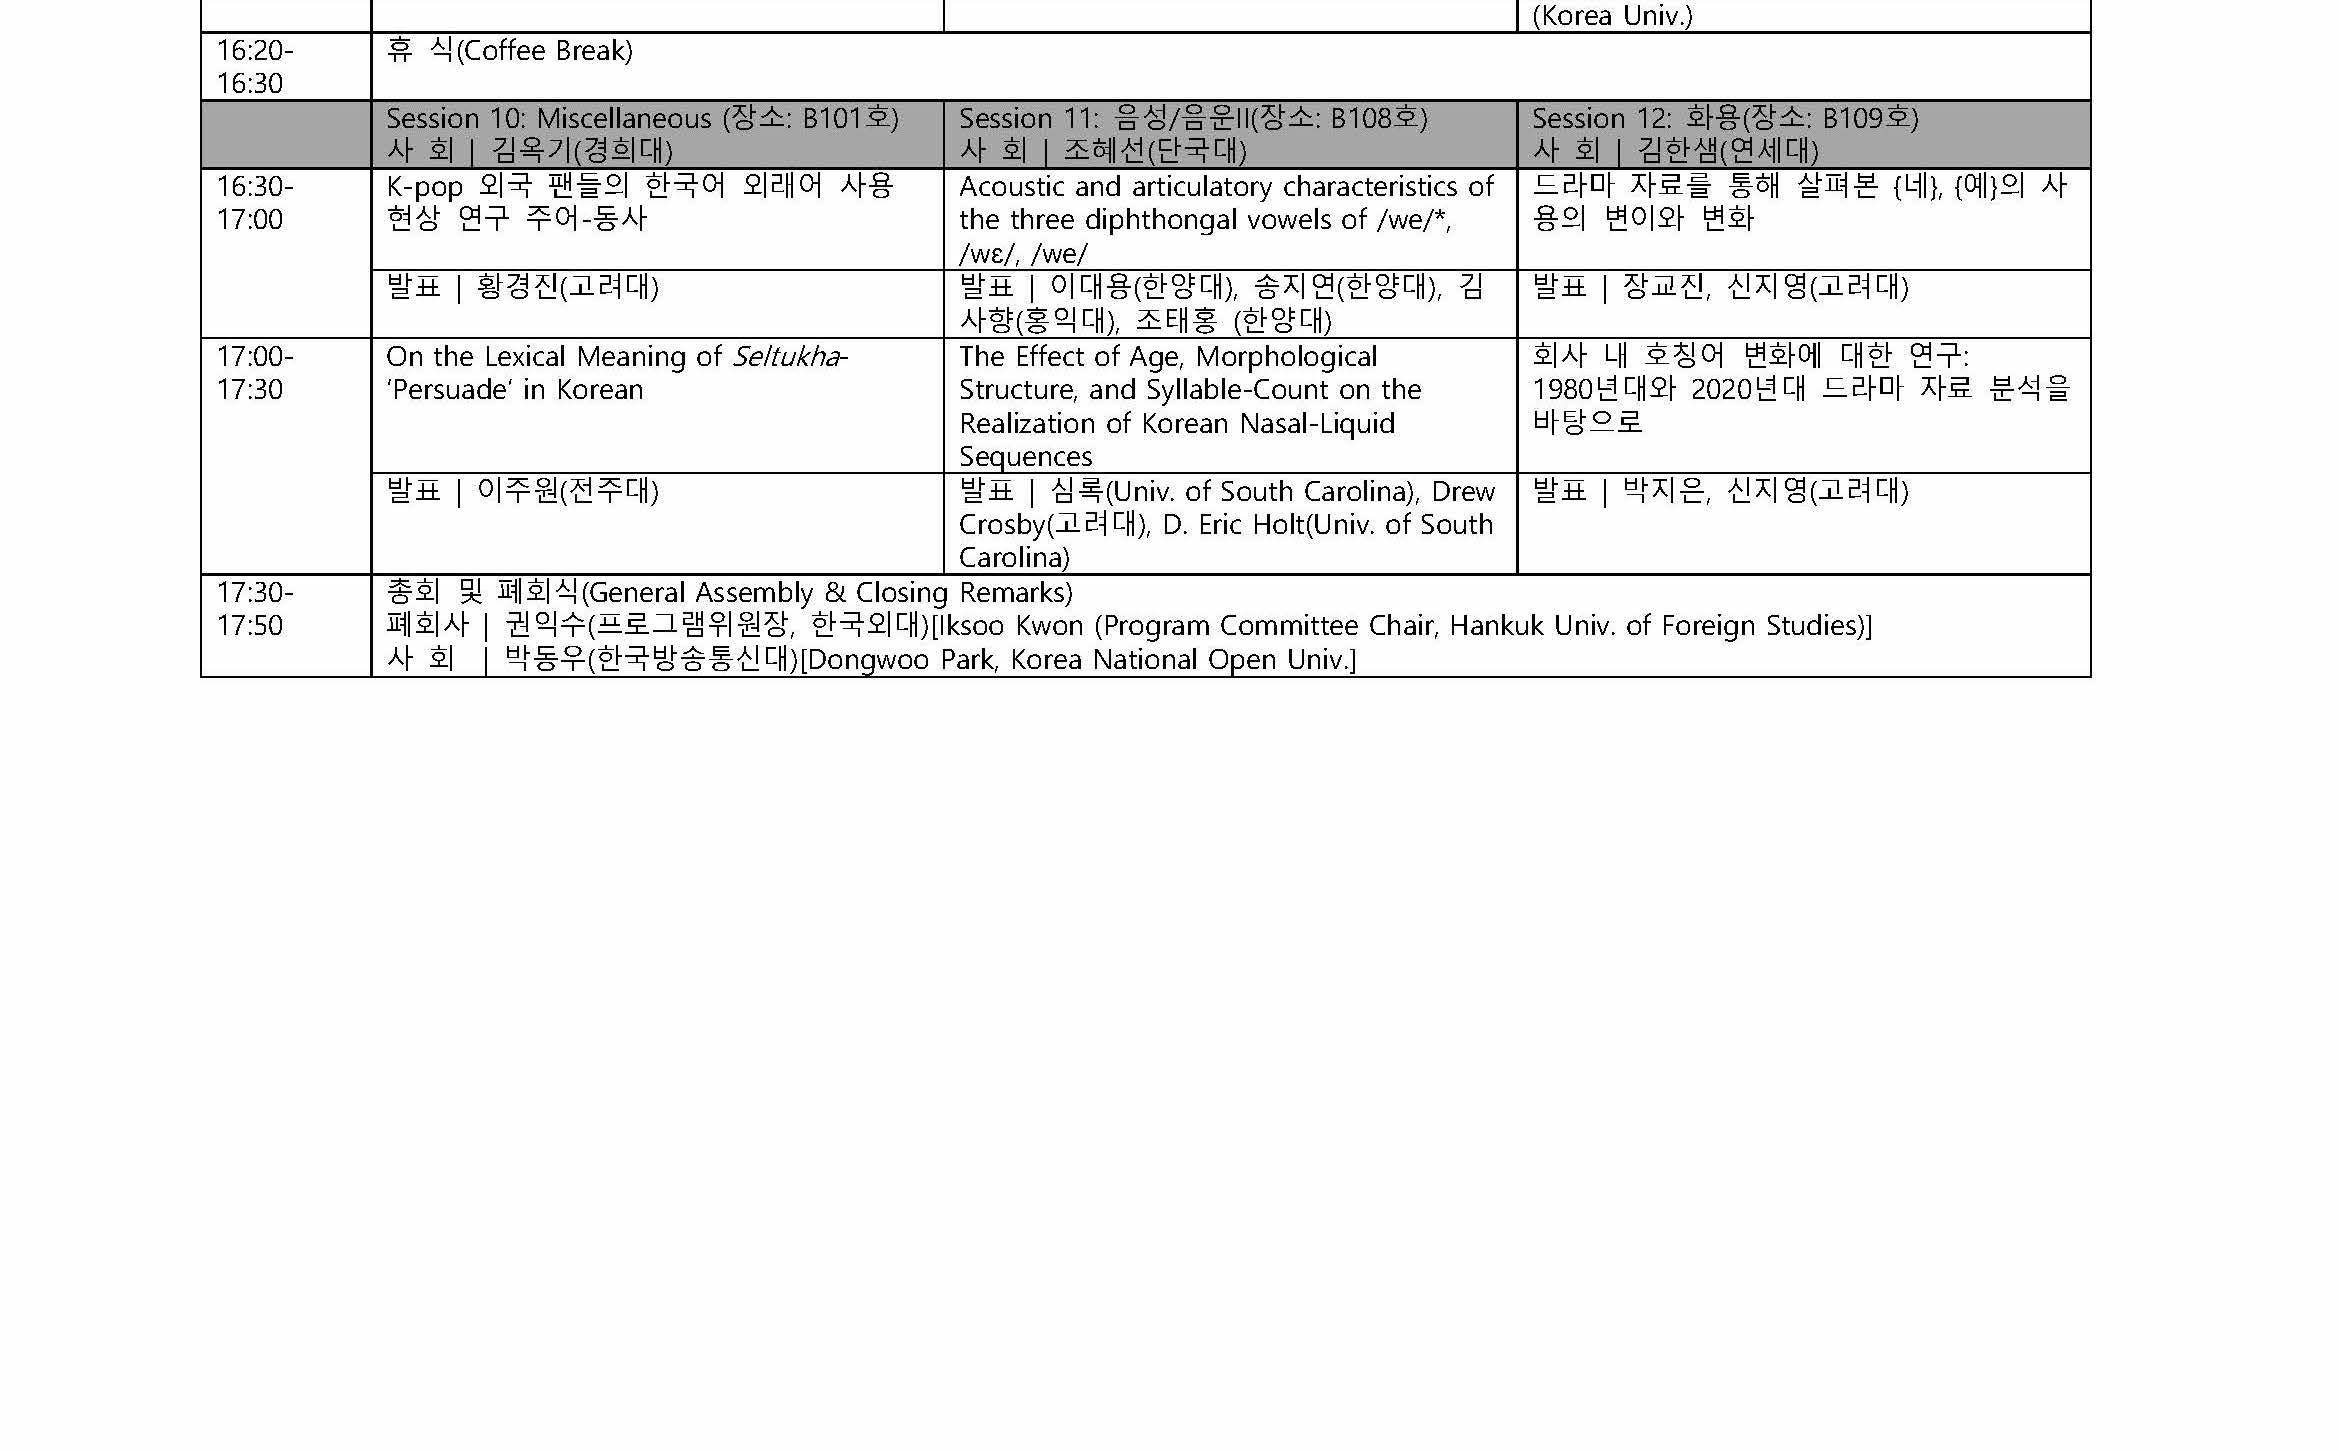 (Korea Univ.)
16:20-
16:30
휴 식(Coffee Break)
Session 10: Miscellaneous (장소: B101호)
사 회 | 김옥기(경희대)
Session 11: 음성/음운II(장소: B108호)
사 회 | 조혜선(단국대)
Session 12: 화용(장소: B109호)
사 회 | 김한샘(연세대)
16:30-
17:00
K-pop 외국 팬들의 한국어 외래어 사용
현상 연구 주어-동사
Acoustic and articulatory characteristics of
the three diphthongal vowels of /we/*,
/wɛ/, /we/
드라마 자료를 통해 살펴본 {네}, {예}의 사
용의 변이와 변화
발표 | 황경진(고려대)
발표 | 이대용(한양대), 송지연(한양대), 김
사향(홍익대), 조태홍 (한양대)
발표 | 장교진, 신지영(고려대)
17:00-
17:30
On the Lexical Meaning of Seltukha-
‘Persuade’ in Korean
The Effect of Age, Morphological
Structure, and Syllable-Count on the
Realization of Korean Nasal-Liquid
Sequences
회사 내 호칭어 변화에 대한 연구:
1980년대와 2020년대 드라마 자료 분석을
바탕으로
발표 | 이주원(전주대)
발표 | 심록(Univ. of South Carolina), Drew
Crosby(고려대), D. Eric Holt(Univ. of South
Carolina)
발표 | 박지은, 신지영(고려대)
17:30-
17:50
총회 및 폐회식(General Assembly & Closing Remarks)
폐회사 | 권익수(프로그램위원장, 한국외대)[Iksoo Kwon (Program Committee Chair, Hankuk Univ. of Foreign Studies)]
사 회 | 박동우(한국방송통신대)[Dongwoo Park, Korea National Open Univ.]